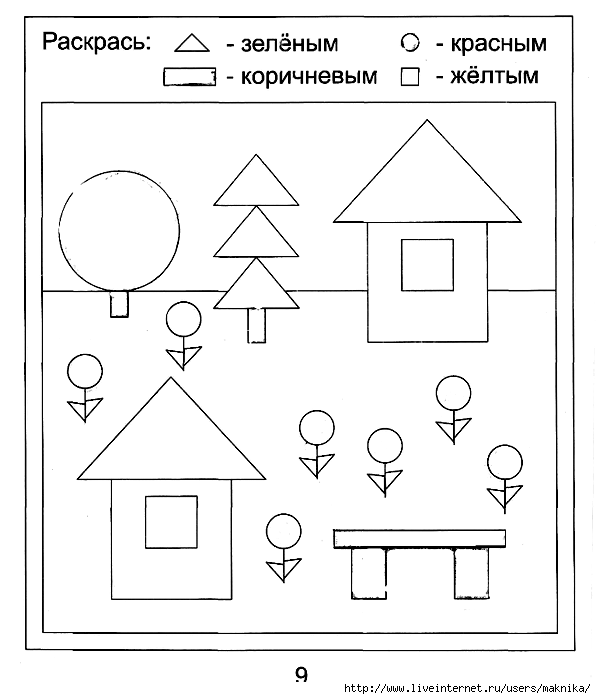 Раскрась: - зелёным - красным
- коричневым - жёлтым
9
http://www.liveinternet.ru/users/maknika/